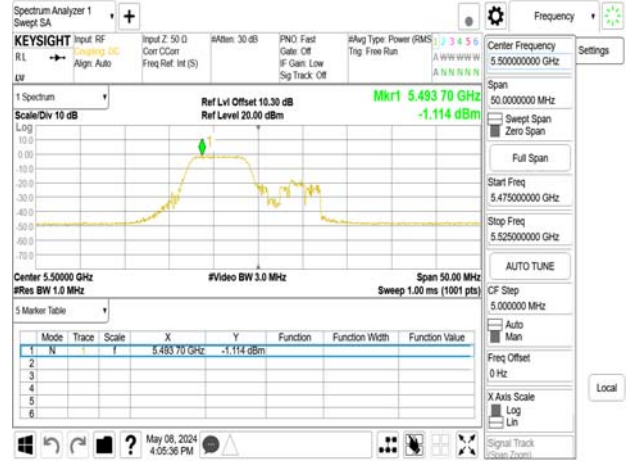 Spectrum Analyzer 1
Swept SA
+
Frequency
KEYSIGHT
RL
Input: RF
Coupling: DC
Align: Auto
Input Z: 50 Ω
Corr CCorr
Freq Ref: Int (S)
#Atten: 30 dB
PNO: Fast
Gate: Off
IF Gain: Low
Sig Track: Off
#Avg Type: Power (RMS
Trig: Free Run
1 2 3 4 5 6
A W W W W W
A N N N N N
Center Frequency
5.500000000 GHz
Settings
Span
50.0000000 MHz
Swept Span
Zero Span
Full Span
Start Freq
5.475000000 GHz
Stop Freq
5.525000000 GHz
AUTO TUNE
CF Step
5.000000 MHz
Auto
Man
Freq Offset
0 Hz
X Axis Scale
Log
Lin
Signal Track
(Span Zoom)
Local
1 Spectrum
Scale/Div 10 dB
Ref Lvl Offset 10.30 dB
Ref Level 20.00 dBm
Mkr1 5.493 70 GHz
-1.114 dBm
Log
10.0
0.00
-10.0
-20.0
-30.0
-40.0
-50.0
-60.0
-70.0
1
Center 5.50000 GHz
#Res BW 1.0 MHz
#Video BW 3.0 MHz
Span 50.00 MHz
Sweep 1.00 ms (1001 pts)
5 Marker Table
Mode Trace Scale X Y Function Function Width Function Value
1 N 1 f 5.493 70 GHz -1.114 dBm
2
3
4
5
6
?
May 08, 2024
4:05:36 PM